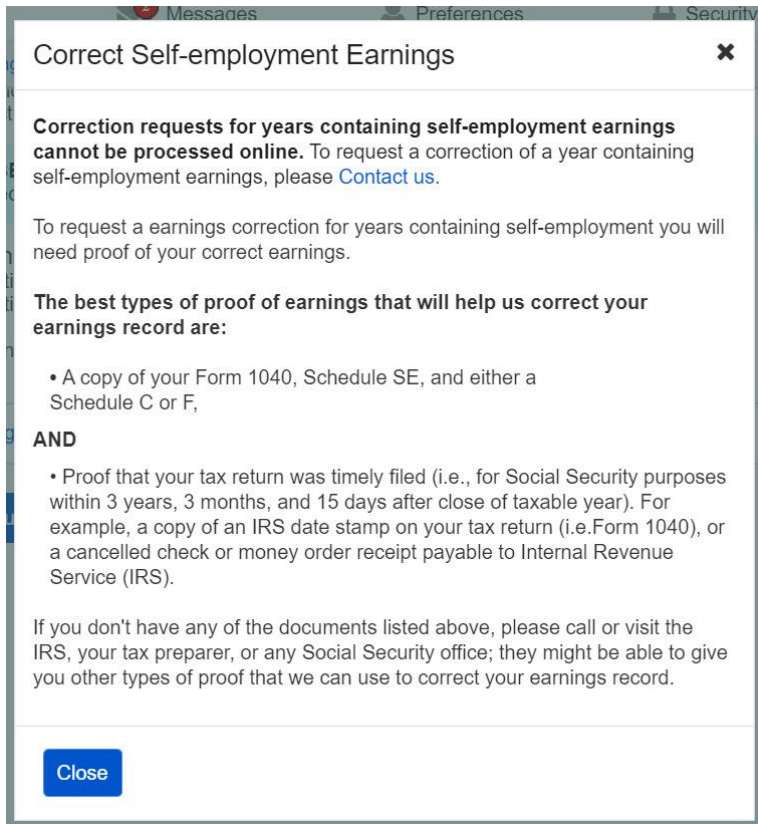 2 Messages Preferences Security
Correct Self-employment Earnings
Correction requests for years containing self-employment earnings
cannot be processed online. To request a correction of a year containing
self-employment earnings, please Contact us.
To request a earnings correction for years containing self-employment you will
need proof of your correct earnings.
The best types of proof of earnings that will help us correct your
earnings record are:
• A copy of your Form 1040, Schedule SE, and either a
Schedule C or F,
AND
• Proof that your tax return was timely filed (i.e., for Social Security purposes
within 3 years, 3 months, and 15 days after close of taxable year). For
example, a copy of an IRS date stamp on your tax return (i.e.Form 1040), or
a cancelled check or money order receipt payable to Internal Revenue
Service (IRS).
If you don't have any of the documents listed above, please call or visit the
IRS, your tax preparer, or any Social Security office; they might be able to give
you other types of proof that we can use to correct your earnings record.
Close